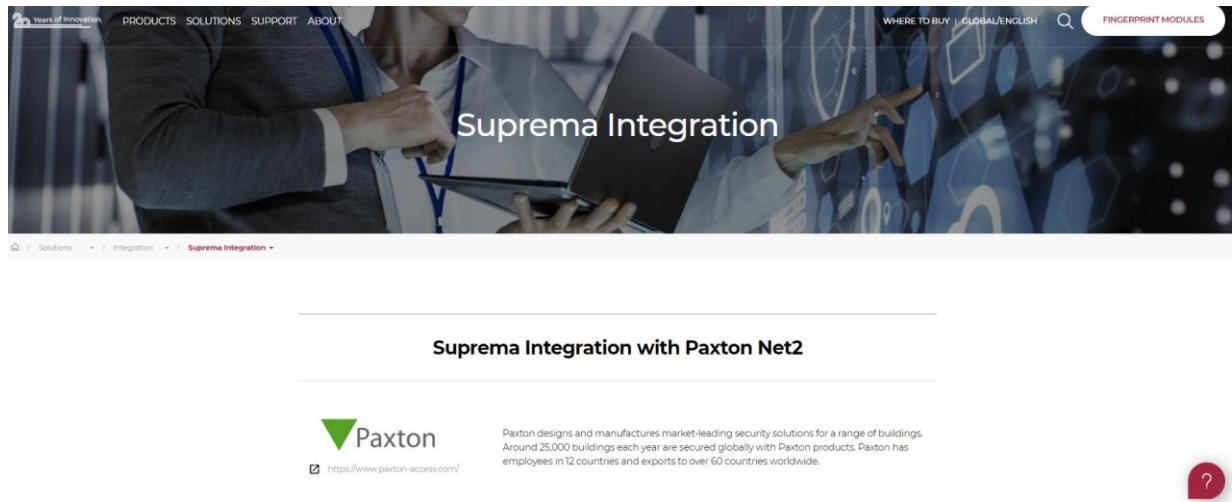 20 Years of Innovation
PRODUCTS SOLUTIONS SUPPORT ABOUT
WHERE TO BUY | GLOBAL/ENGLISH
FINGERPRINT MODULES
Suprema Integration
> Solutions > Integration > Suprema Integration
Suprema Integration with Paxton Net2
Paxton
https://www.paxton-access.com/
Paxton designs and manufactures market-leading security solutions for a range of buildings.
Around 25,000 buildings each year are secured globally with Paxton products. Paxton has
employees in 12 countries and exports to over 60 countries worldwide.
?